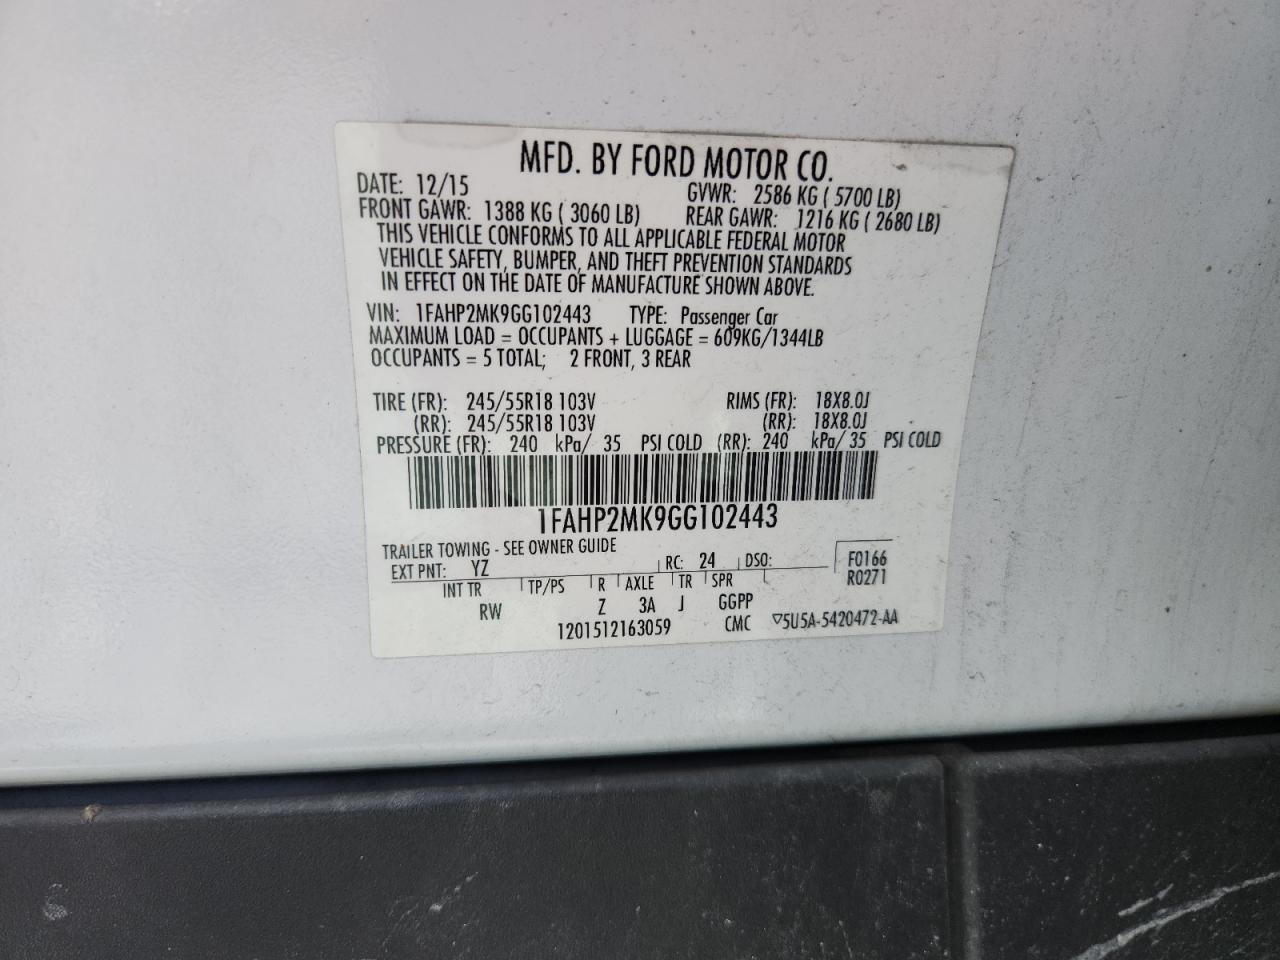 MFD. BY FORD MOTOR CO.
DATE: 12/15 GVWR: 2586 KG ( 5700 LB)
FRONT GAWR: 1388 KG ( 3060 LB) REAR GAWR: 1216 KG ( 2680 LB)
THIS VEHICLE CONFORMS TO ALL APPLICABLE FEDERAL MOTOR
VEHICLE SAFETY, BUMPER, AND THEFT PREVENTION STANDARDS
IN EFFECT ON THE DATE OF MANUFACTURE SHOWN ABOVE.
VIN: 1FAHP2MK9GG102443 TYPE: Passenger Car
MAXIMUM LOAD = OCCUPANTS + LUGGAGE = 609KG/1344LB
OCCUPANTS = 5 TOTAL; 2 FRONT, 3 REAR
TIRE (FR): 245/55R18 103V RIMS (FR): 18X8.0J
(RR): 245/55R18 103V (RR): 18X8.0J
PRESSURE (FR): 240 kPa/ 35 PSI COLD (RR): 240 kPa/ 35 PSI COLD
1FAHP2MK9GG102443
TRAILER TOWING - SEE OWNER GUIDE
EXT PNT: YZ RC: 24 DSO: F0166
R0271
INT TR TP/PS R AXLE TR SPR
RW Z 3A J GGPP
1201512163059 CMC ▽5U5A-5420472-AA